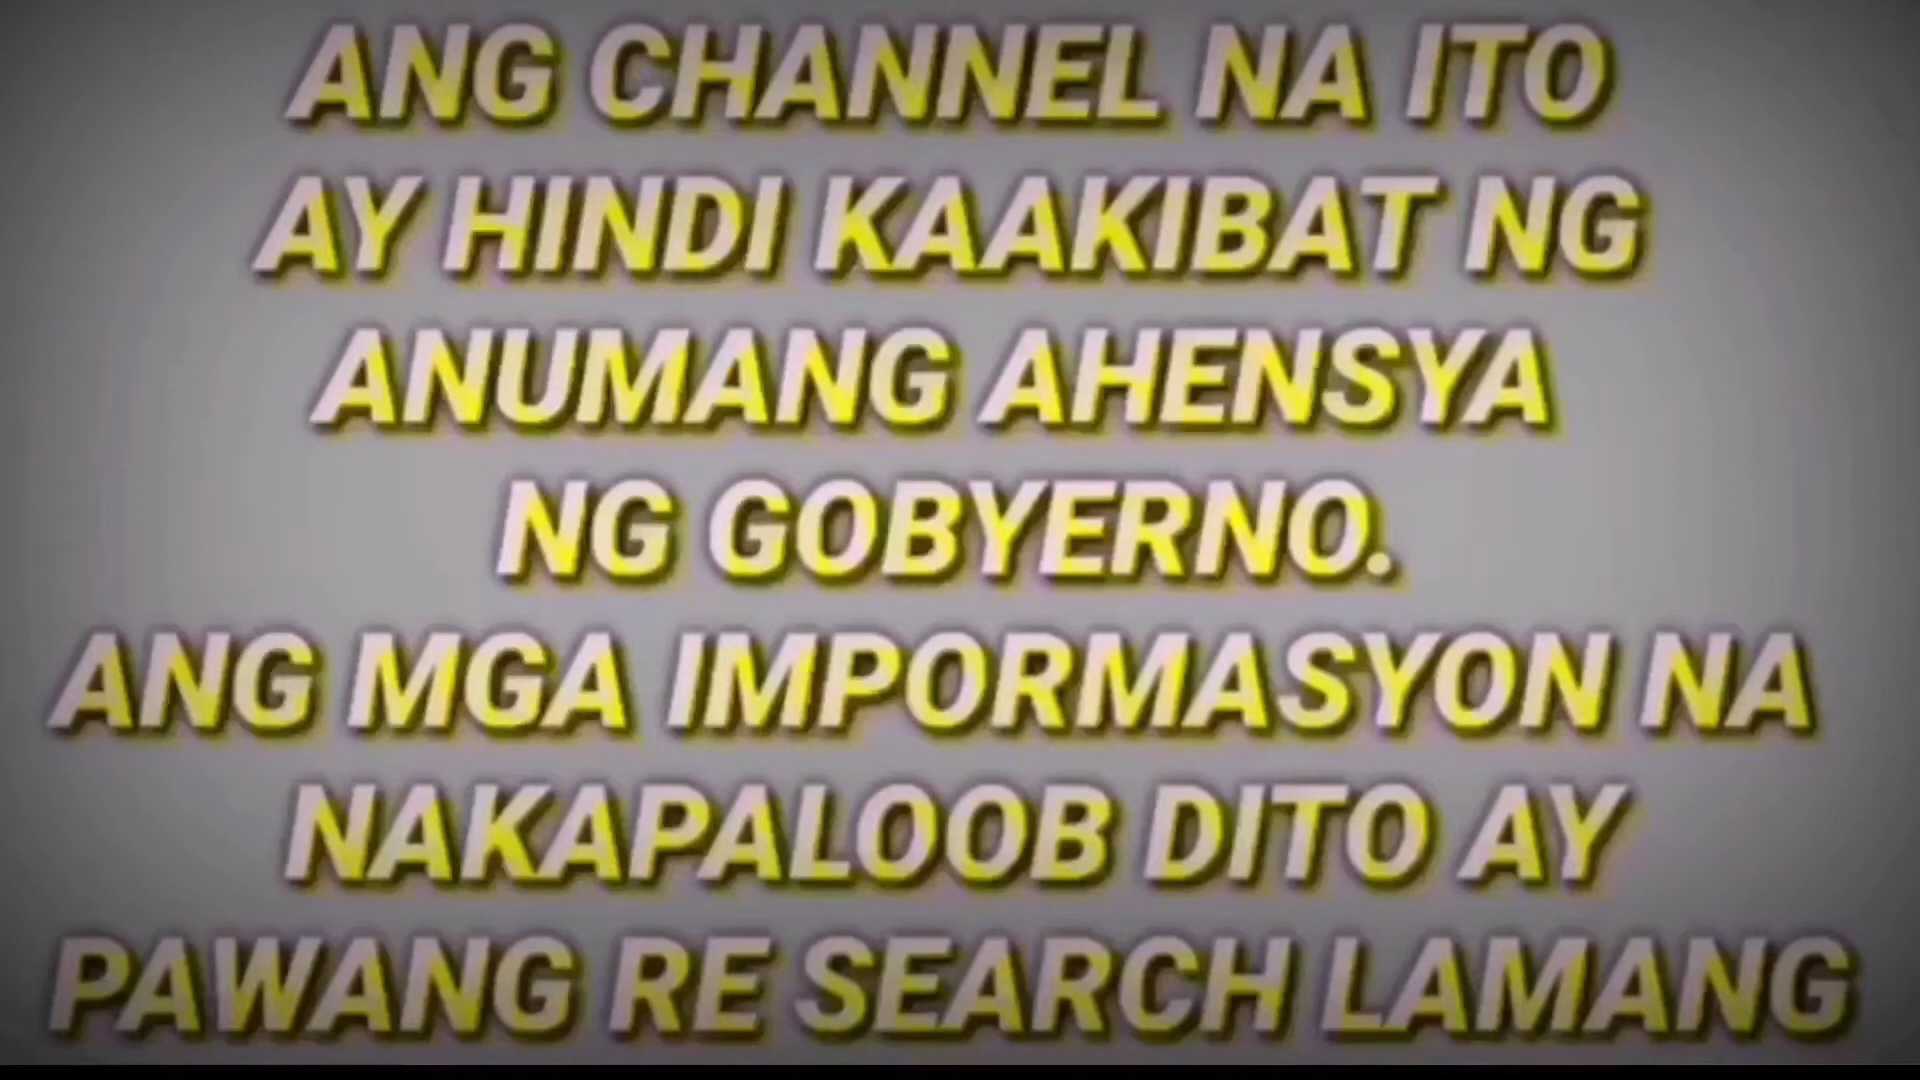 ANG CHANNEL NA ITO
AY HINDI KAAKIBAT NG
ANUMANG AHENSYA
NG GOBYERNO.
ANG MGA IMPORMASYON NA
NAKAPALOOB DITO AY
PAWANG RE SEARCH LAMANG